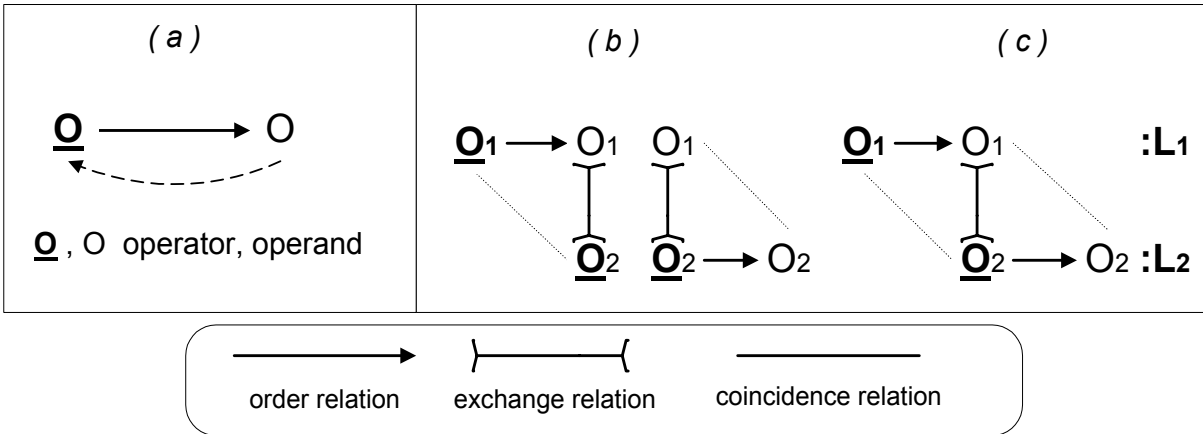 ( a ) ( b ) ( c )
O O O1 O1 O1 O1 O1 :L1
O , O operator, operand
O2 O2 O2 O2 O2 :L2
order relation exchange relation coincidence relation